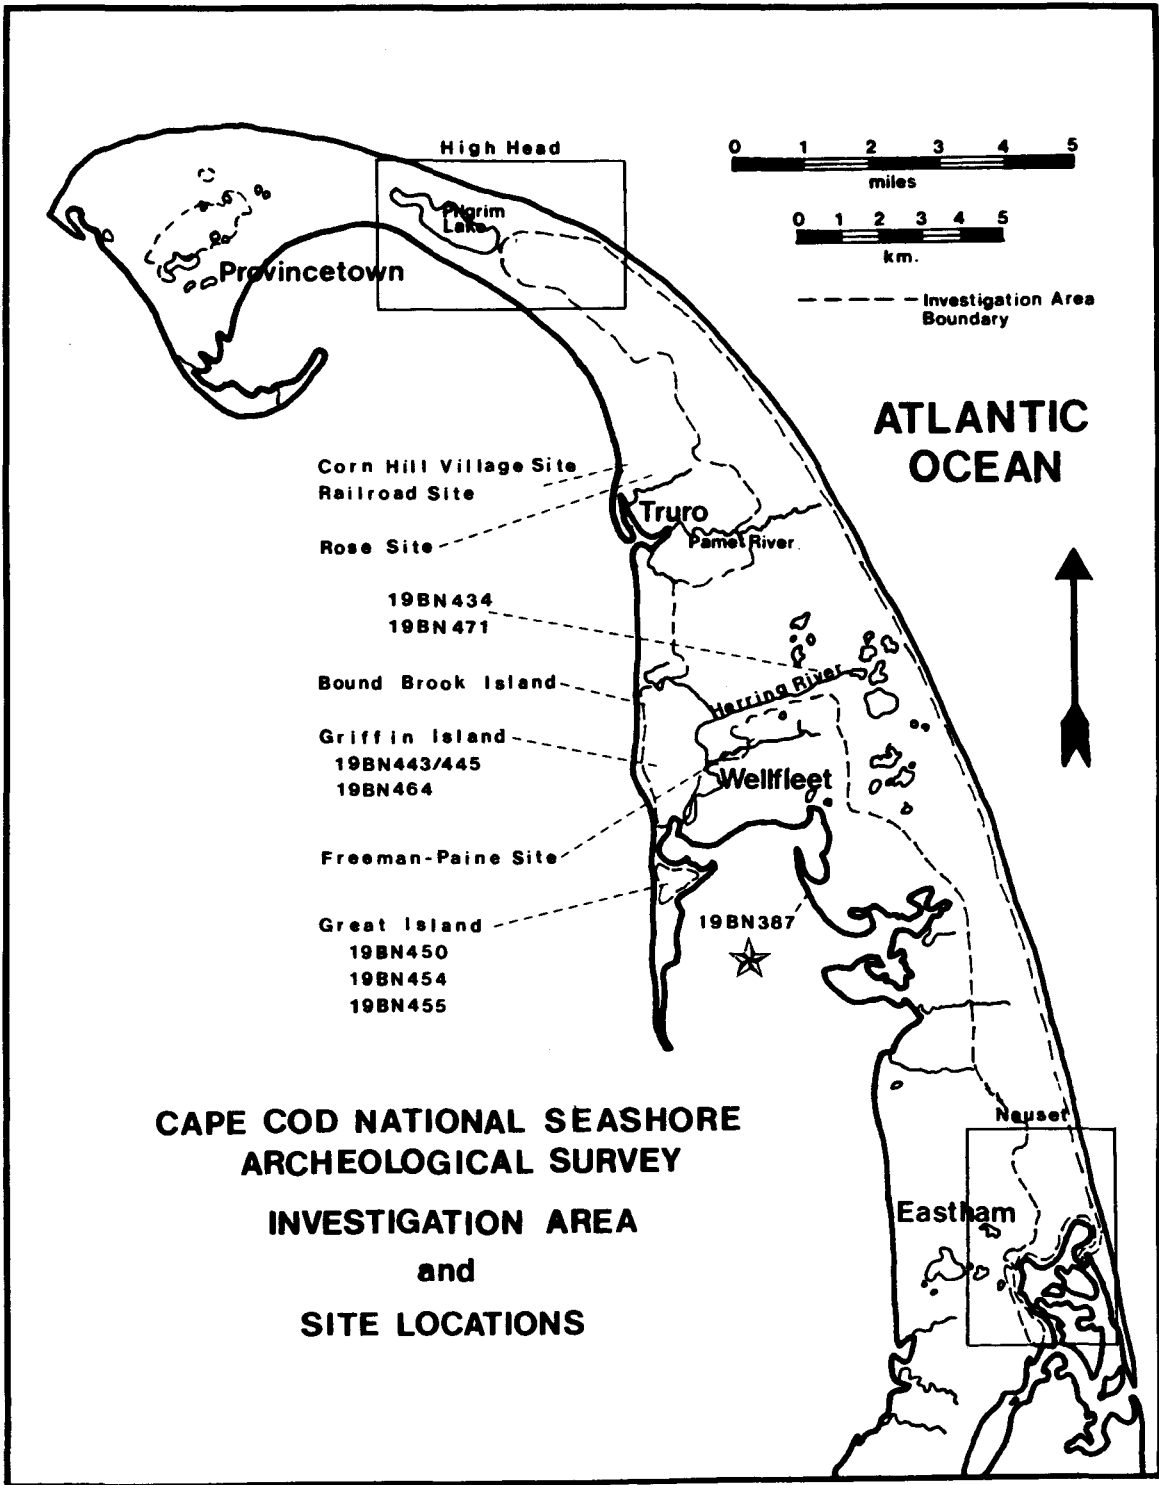 High Head
0 1 2 3 4 5
miles
0 1 2 3 4 5
km.
Investigation Area
Boundary
Pilgrim
Lake
Provincetown
ATLANTIC
OCEAN
Corn Hill Village Site
Railroad Site
Rose Site
Truro
Pamet River
19BN434
19BN471
Bound Brook Island
Herring River
Griffin Island
19BN443/445
19BN464
Wellfleet
Freeman-Paine Site
Great Island
19BN450
19BN454
19BN455
19BN387
CAPE COD NATIONAL SEASHORE
ARCHEOLOGICAL SURVEY
INVESTIGATION AREA
and
SITE LOCATIONS
Nauset
Eastham